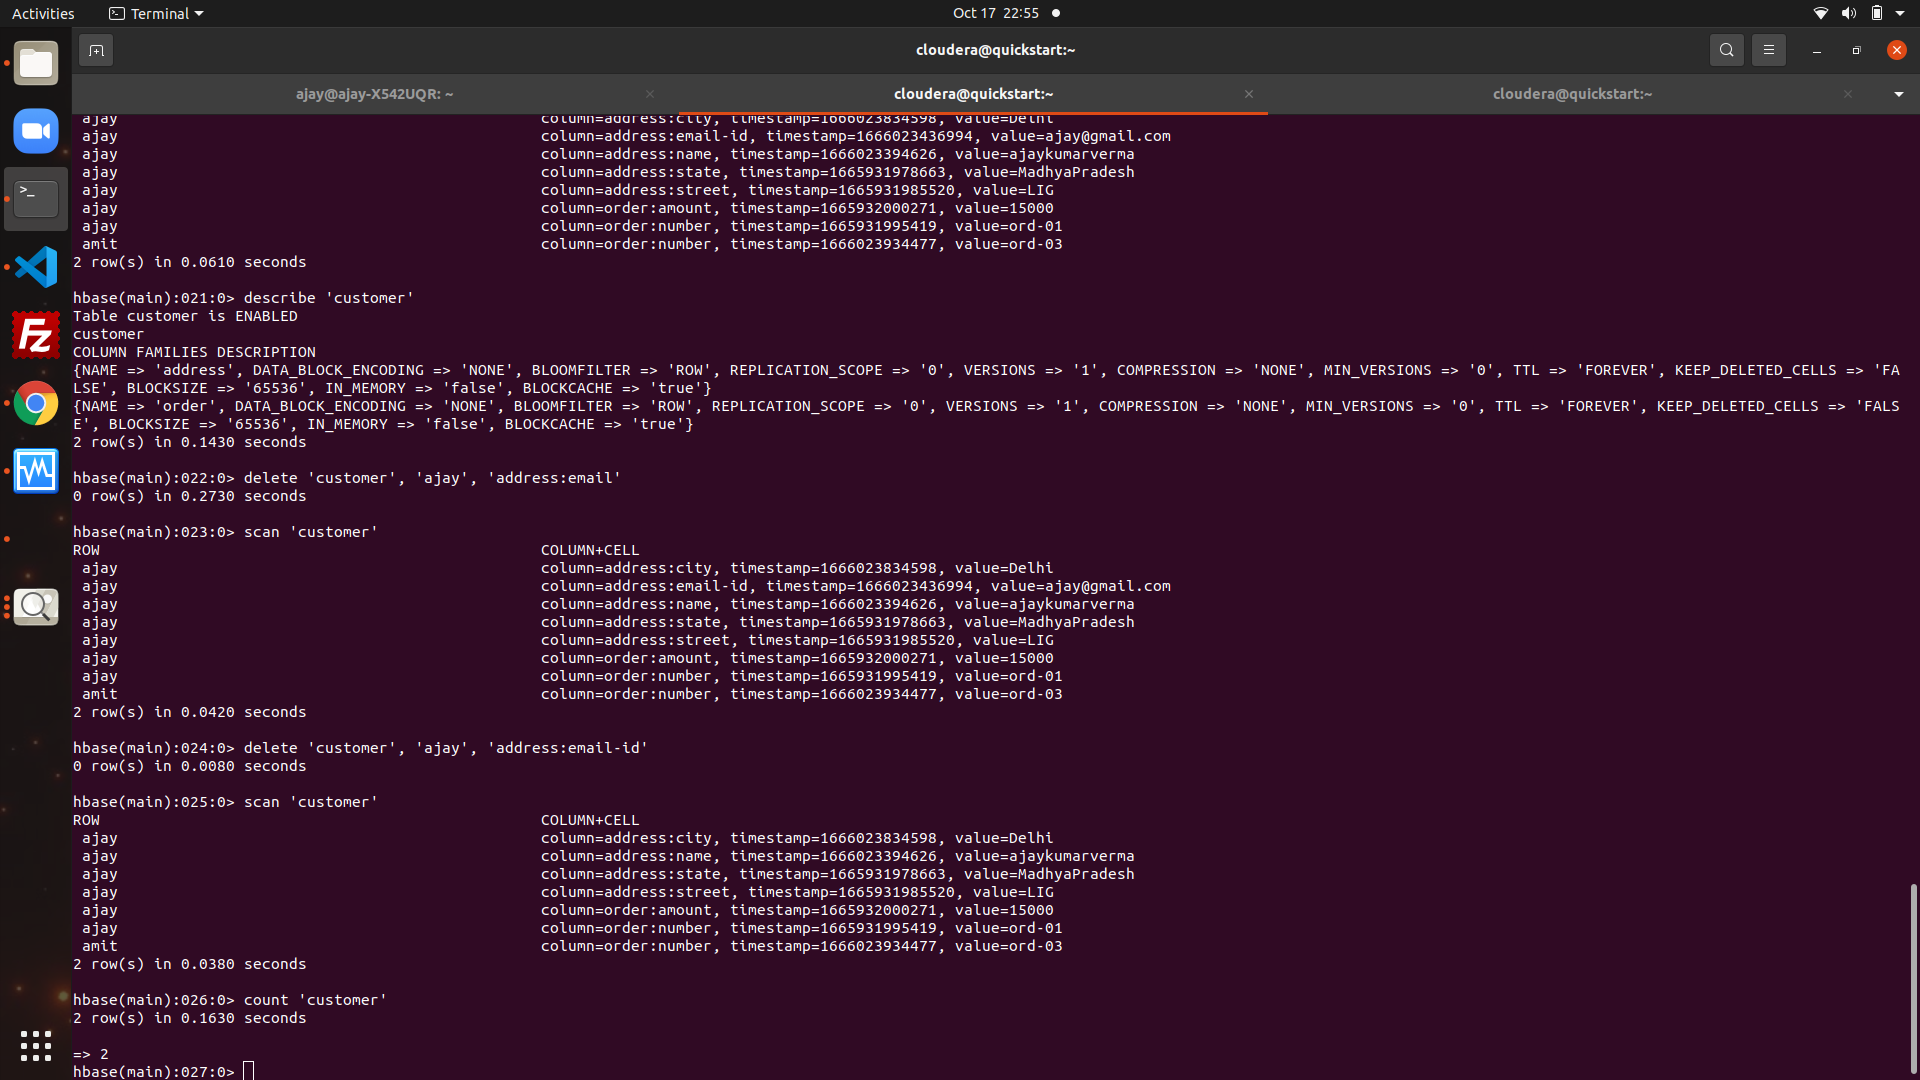 Activities
Terminal
Oct 17 22:55
cloudera@quickstart:~
ajay@ajay-X542UQR: ~
cloudera@quickstart:~
cloudera@quickstart:~
ajay column=address:city, timestamp=1666023834598, value=Delhi
ajay column=address:email-id, timestamp=1666023436994, value=ajay@gmail.com
ajay column=address:name, timestamp=1666023394626, value=ajaykumarverma
ajay column=address:state, timestamp=1665931978663, value=MadhyaPradesh
ajay column=address:street, timestamp=1665931985520, value=LIG
ajay column=order:amount, timestamp=1665932000271, value=15000
ajay column=order:number, timestamp=1665931995419, value=ord-01
amit column=order:number, timestamp=1666023934477, value=ord-03
2 row(s) in 0.0610 seconds
hbase(main):021:0> describe 'customer'
Table customer is ENABLED
customer
COLUMN FAMILIES DESCRIPTION
{NAME => 'address', DATA_BLOCK_ENCODING => 'NONE', BLOOMFILTER => 'ROW', REPLICATION_SCOPE => '0', VERSIONS => '1', COMPRESSION => 'NONE', MIN_VERSIONS => '0', TTL => 'FOREVER', KEEP_DELETED_CELLS => 'FA
LSE', BLOCKSIZE => '65536', IN_MEMORY => 'false', BLOCKCACHE => 'true'}
{NAME => 'order', DATA_BLOCK_ENCODING => 'NONE', BLOOMFILTER => 'ROW', REPLICATION_SCOPE => '0', VERSIONS => '1', COMPRESSION => 'NONE', MIN_VERSIONS => '0', TTL => 'FOREVER', KEEP_DELETED_CELLS => 'FALS
E', BLOCKSIZE => '65536', IN_MEMORY => 'false', BLOCKCACHE => 'true'}
2 row(s) in 0.1430 seconds
hbase(main):022:0> delete 'customer', 'ajay', 'address:email'
0 row(s) in 0.2730 seconds
hbase(main):023:0> scan 'customer'
ROW COLUMN+CELL
ajay column=address:city, timestamp=1666023834598, value=Delhi
ajay column=address:email-id, timestamp=1666023436994, value=ajay@gmail.com
ajay column=address:name, timestamp=1666023394626, value=ajaykumarverma
ajay column=address:state, timestamp=1665931978663, value=MadhyaPradesh
ajay column=address:street, timestamp=1665931985520, value=LIG
ajay column=order:amount, timestamp=1665932000271, value=15000
ajay column=order:number, timestamp=1665931995419, value=ord-01
amit column=order:number, timestamp=1666023934477, value=ord-03
2 row(s) in 0.0420 seconds
hbase(main):024:0> delete 'customer', 'ajay', 'address:email-id'
0 row(s) in 0.0080 seconds
hbase(main):025:0> scan 'customer'
ROW COLUMN+CELL
ajay column=address:city, timestamp=1666023834598, value=Delhi
ajay column=address:name, timestamp=1666023394626, value=ajaykumarverma
ajay column=address:state, timestamp=1665931978663, value=MadhyaPradesh
ajay column=address:street, timestamp=1665931985520, value=LIG
ajay column=order:amount, timestamp=1665932000271, value=15000
ajay column=order:number, timestamp=1665931995419, value=ord-01
amit column=order:number, timestamp=1666023934477, value=ord-03
2 row(s) in 0.0380 seconds
hbase(main):026:0> count 'customer'
2 row(s) in 0.1630 seconds
=> 2
hbase(main):027:0>